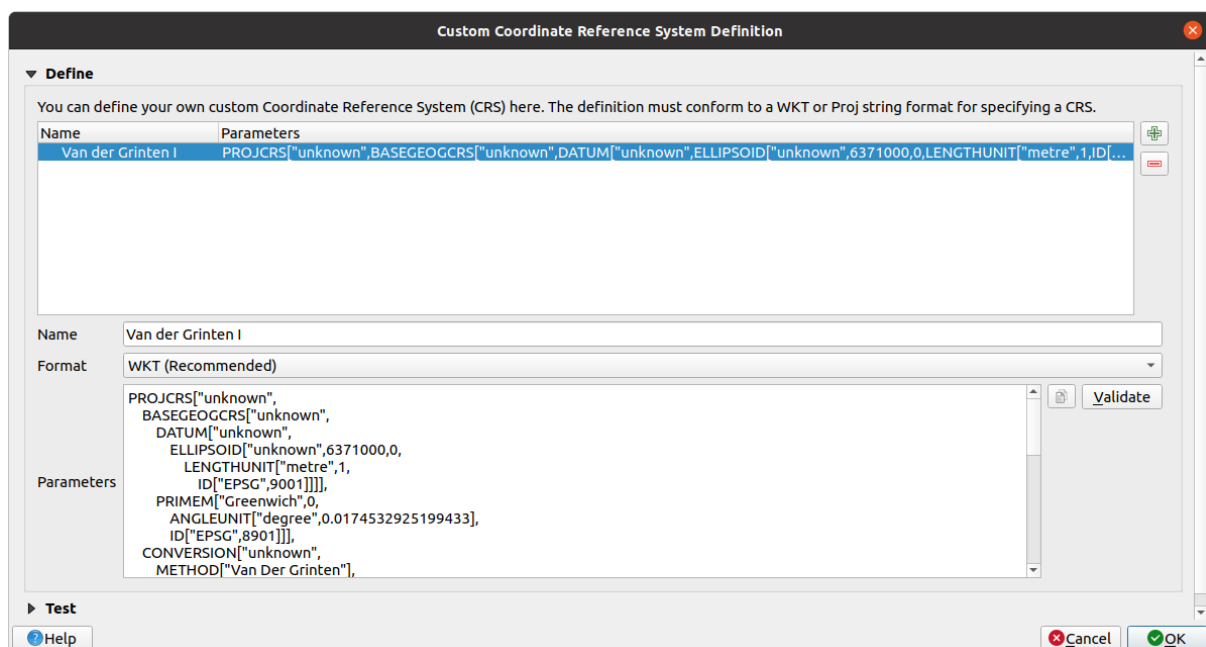 Custom Coordinate Reference System Definition
Define
You can define your own custom Coordinate Reference System (CRS) here. The definition must conform to a WKT or Proj string format for specifying a CRS.
Name Parameters
Van der Grinten I PROJCRS["unknown",BASEGEOGCRS["unknown",DATUM["unknown",ELLIPSOID["unknown",6371000,0,LENGTHUNIT["metre",1,ID[...
Name Van der Grinten I
Format WKT (Recommended)
Parameters
PROJCRS["unknown",
BASEGEOGCRS["unknown",
DATUM["unknown",
ELLIPSOID["unknown",6371000,0,
LENGTHUNIT["metre",1,
ID["EPSG",9001]]]],
PRIMEM["Greenwich",0,
ANGLEUNIT["degree",0.0174532925199433],
ID["EPSG",8901]]],
CONVERSION["unknown",
METHOD["Van Der Grinten"],
Validate
Test
Help
Cancel OK